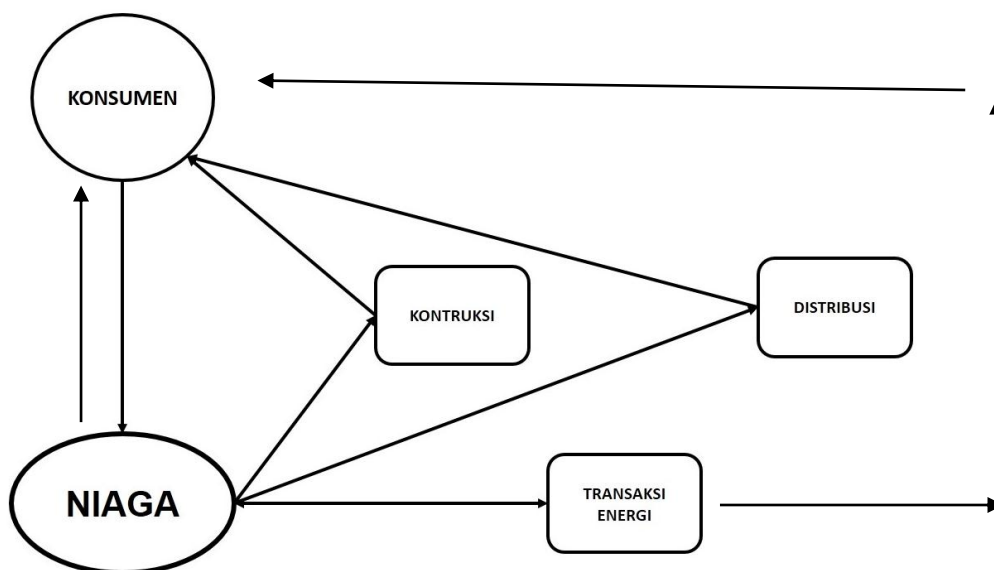 KONSUMEN
KONTRUKSI
DISTRIBUSI
NIAGA
TRANSAKSI
ENERGI